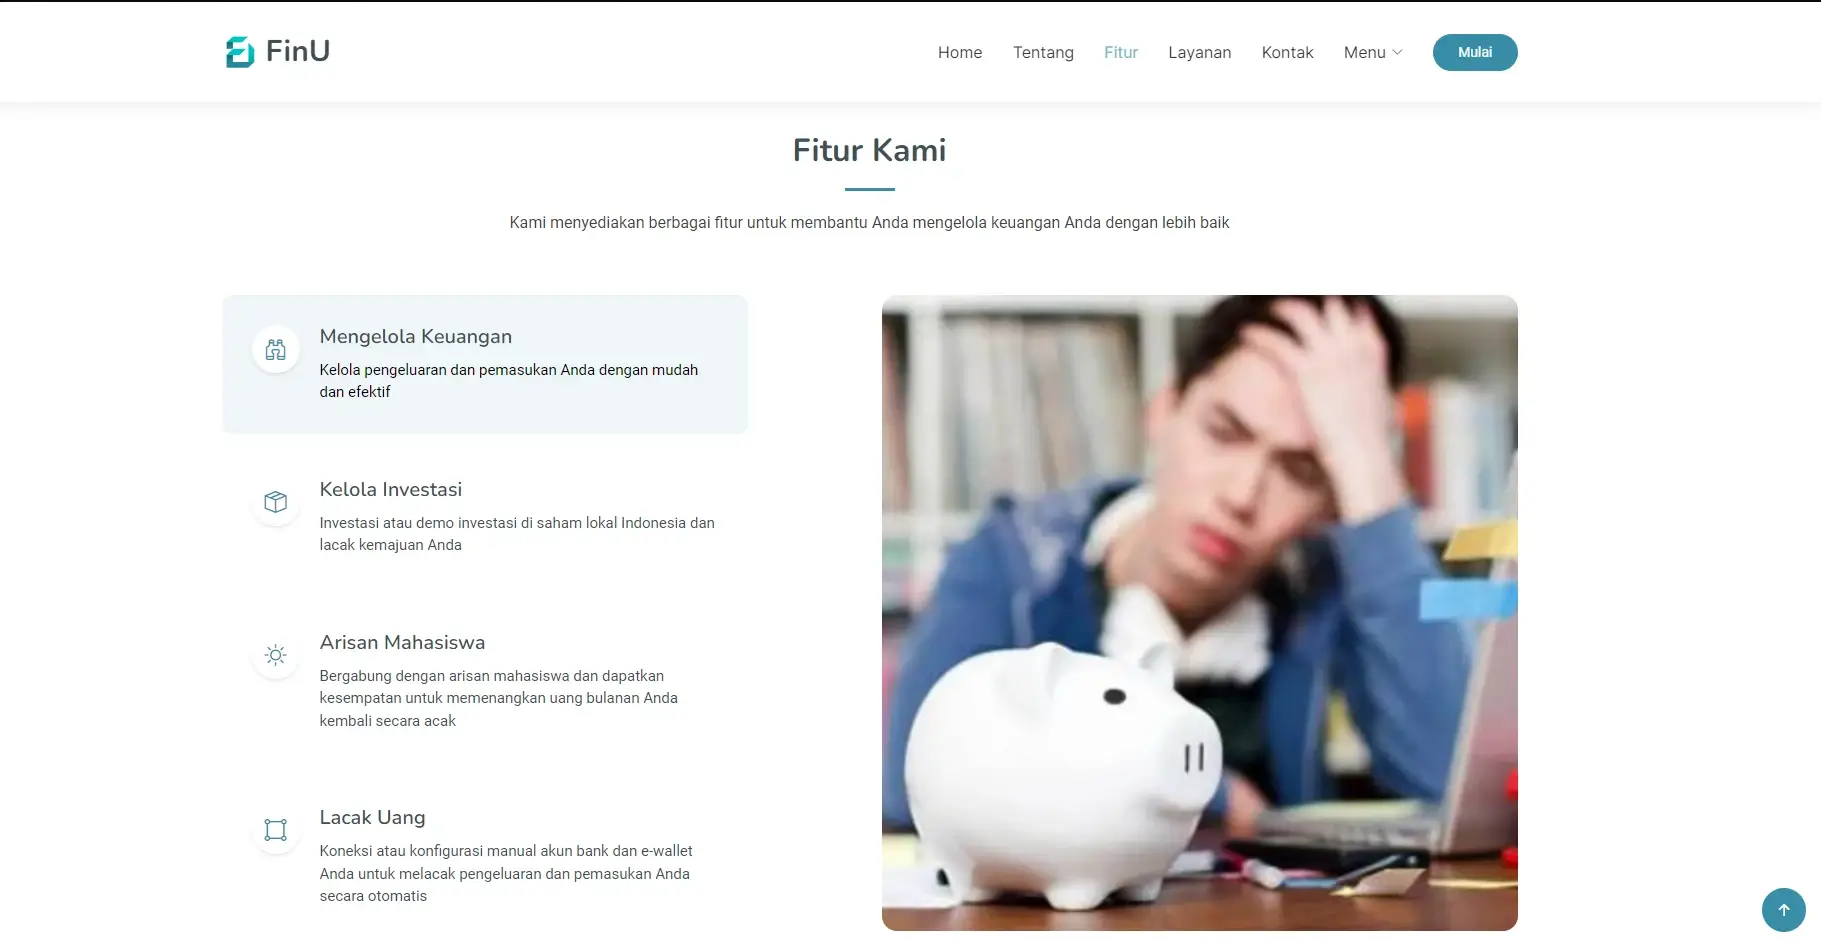 FinU
Home Tentang Fitur Layanan Kontak Menu Mulai
Fitur Kami
Kami menyediakan berbagai fitur untuk membantu Anda mengelola keuangan Anda dengan lebih baik
Mengelola Keuangan
Kelola pengeluaran dan pemasukan Anda dengan mudah
dan efektif
Kelola Investasi
Investasi atau demo investasi di saham lokal Indonesia dan
lacak kemajuan Anda
Arisan Mahasiswa
Bergabung dengan arisan mahasiswa dan dapatkan
kesempatan untuk memenangkan uang bulanan Anda
kembali secara acak
Lacak Uang
Koneksi atau konfigurasi manual akun bank dan e-wallet
Anda untuk melacak pengeluaran dan pemasukan Anda
secara otomatis